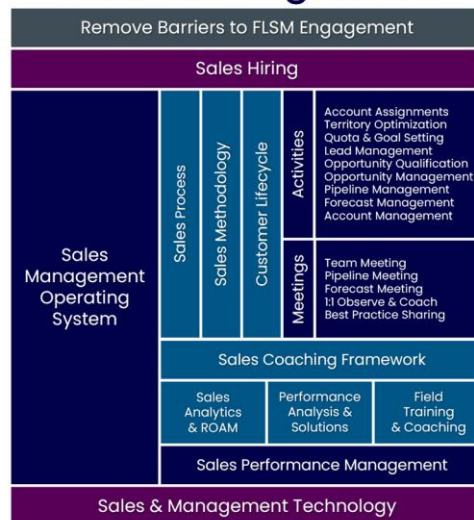 Remove Barriers to FLSM Engagement
Sales Hiring
Sales
Management
Operating
System
Sales Process
Sales Methodology
Customer Lifecycle
Activities
Account Assignments
Territory Optimization
Quota & Goal Setting
Lead Management
Opportunity Qualification
Opportunity Management
Pipeline Management
Forecast Management
Account Management
Meetings
Team Meeting
Pipeline Meeting
Forecast Meeting
1:1 Observe & Coach
Best Practice Sharing
Sales Coaching Framework
Sales
Analytics
& ROAM
Performance
Analysis &
Solutions
Field
Training
& Coaching
Sales Performance Management
Sales & Management Technology